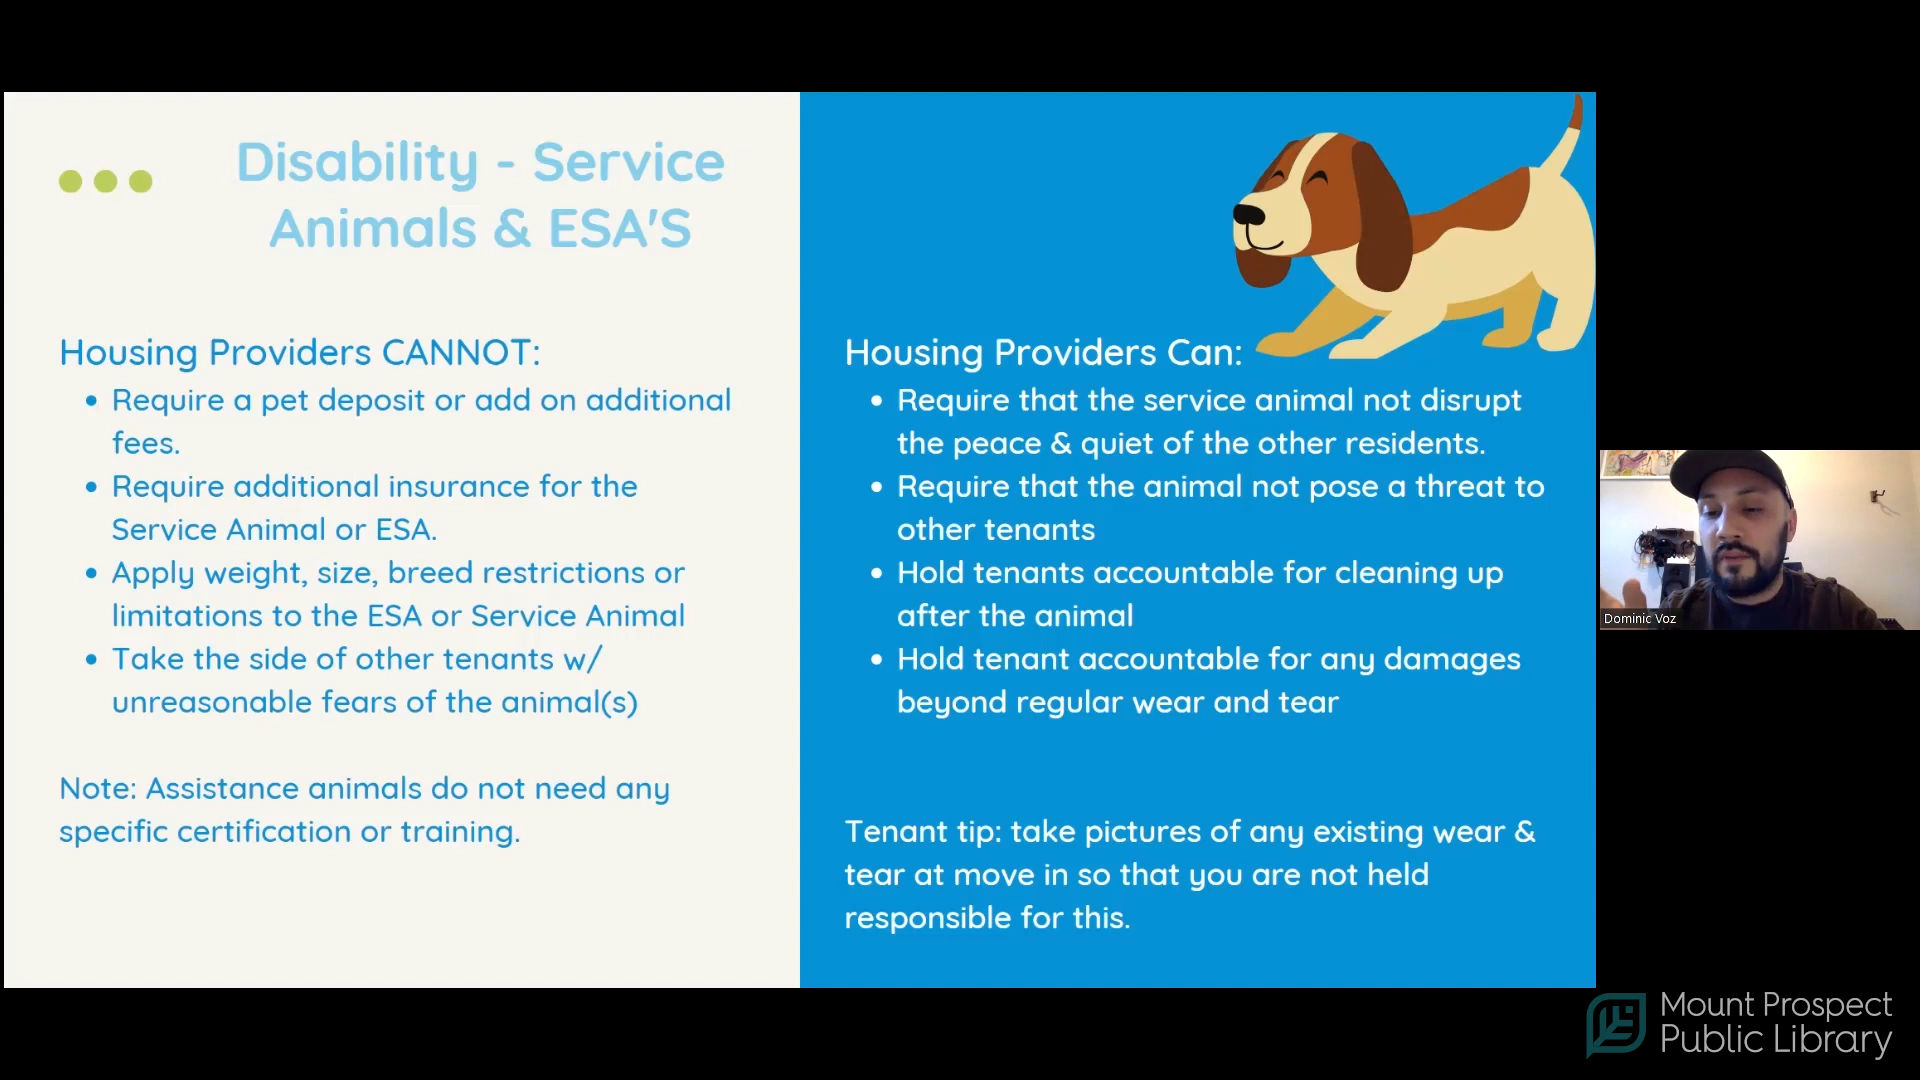 Disability - Service
Animals & ESA'S
Housing Providers CANNOT:
• Require a pet deposit or add on additional
fees.
• Require additional insurance for the
Service Animal or ESA.
• Apply weight, size, breed restrictions or
limitations to the ESA or Service Animal
• Take the side of other tenants w/
unreasonable fears of the animal(s)
Note: Assistance animals do not need any
specific certification or training.
Housing Providers Can:
• Require that the service animal not disrupt
the peace & quiet of the other residents.
• Require that the animal not pose a threat to
other tenants
• Hold tenants accountable for cleaning up
after the animal
• Hold tenant accountable for any damages
beyond regular wear and tear
Tenant tip: take pictures of any existing wear &
tear at move in so that you are not held
responsible for this.
Dominic Voz
Mount Prospect
Public Library